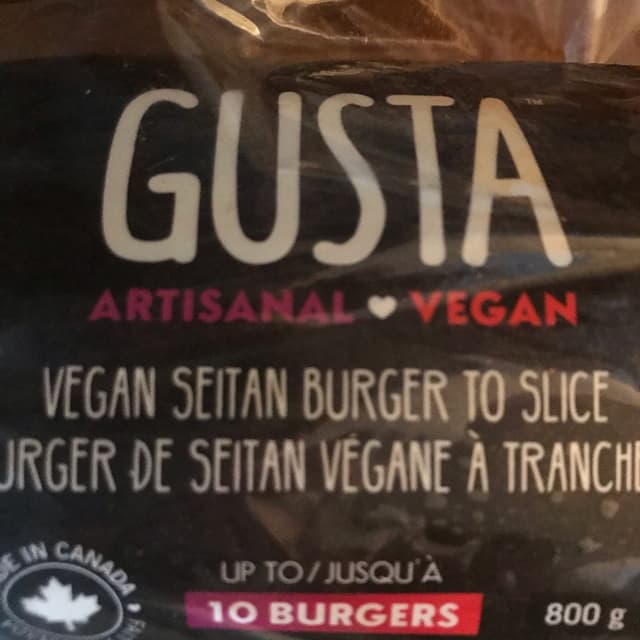 GUSTA™
ARTISANAL VEGAN
VEGAN SEITAN BURGER TO SLICE
URGER DE SEITAN VÉGANE À TRANCHE
E IN CANADA
UP TO / JUSQU'À
10 BURGERS
800 g